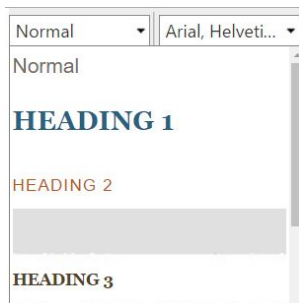 Normal Arial, Helveti...
Normal
HEADING 1
HEADING 2
HEADING 3